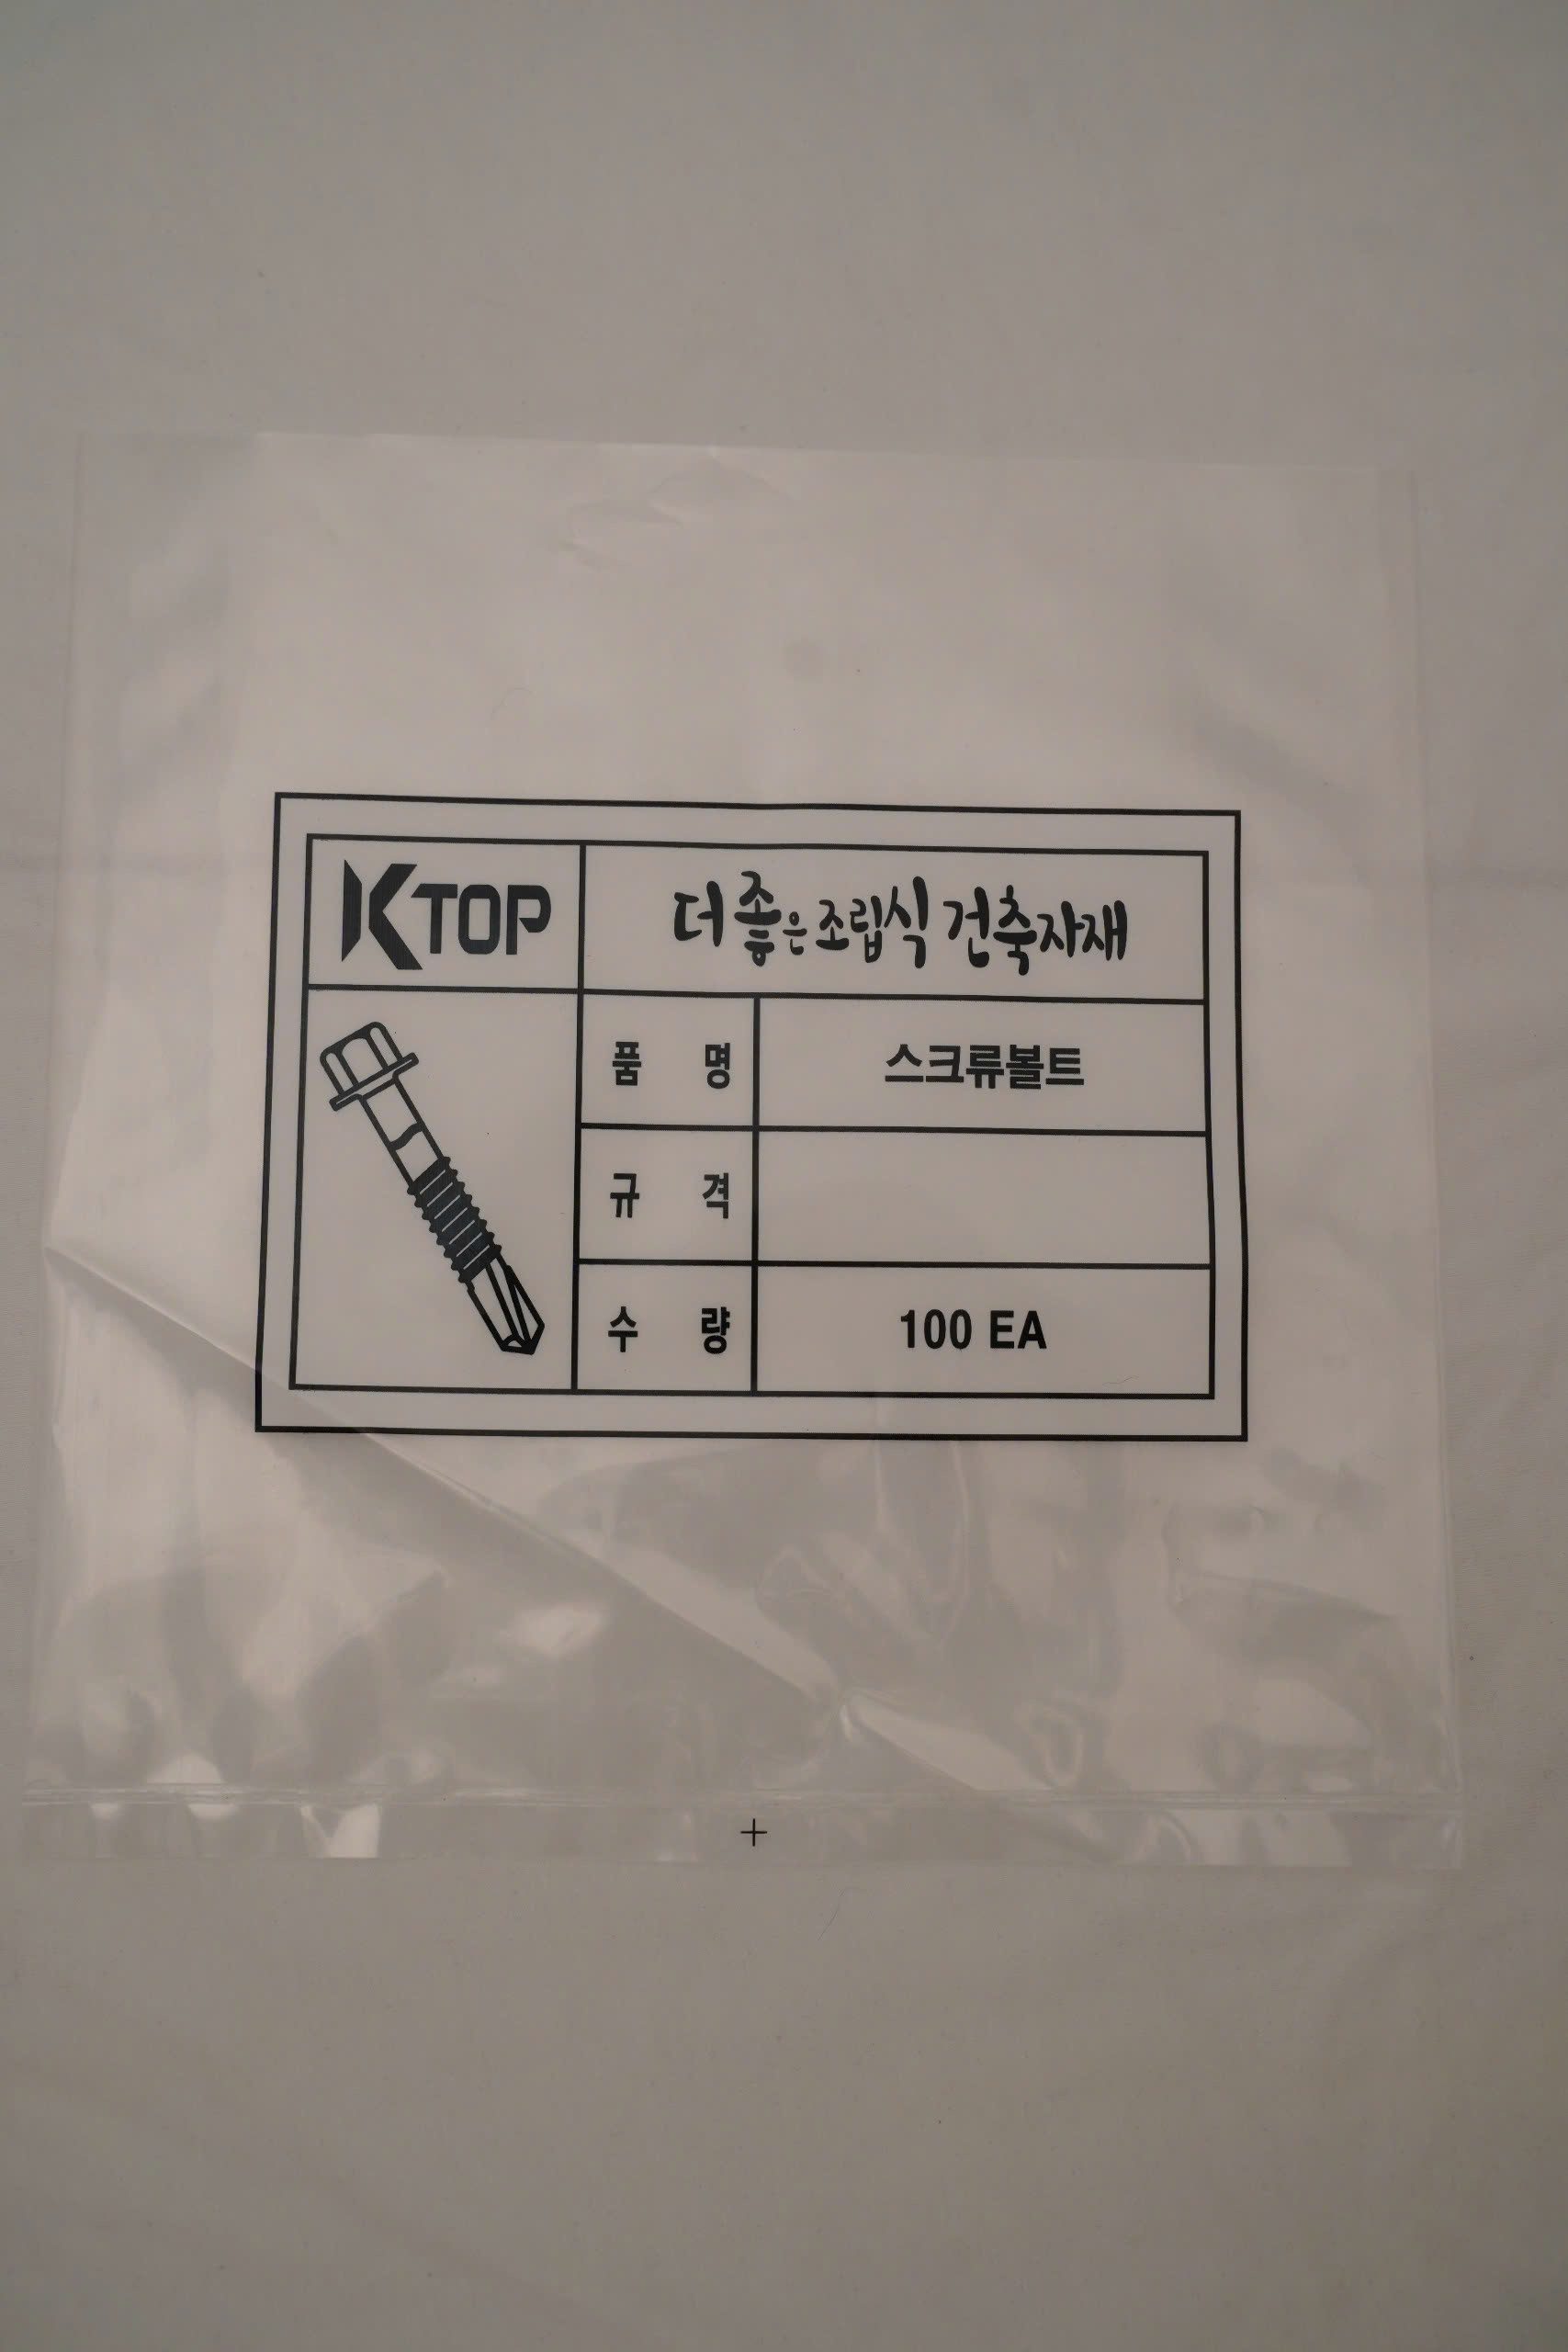 KTOP
더 좋은 조립식 건축자재
품 명 스크류볼트
규 격
수 량 100 EA